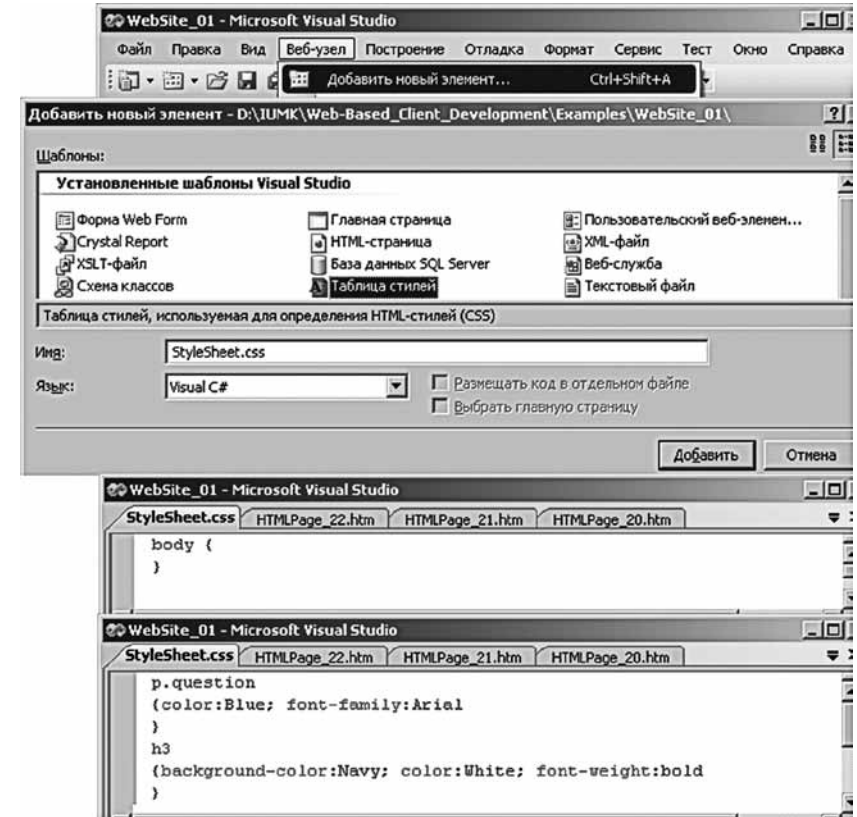 WebSite_01 - Microsoft Visual Studio
Файл Правка Вид Веб-узел Построение Отладка Формат Сервис Тест Окно Справка
Добавить новый элемент... Ctrl+Shift+A
Добавить новый элемент - D:\IUMK\Web-Based_Client_Development\Examples\WebSite_01\
Шаблоны:
Установленные шаблоны Visual Studio
Форма Web Form Главная страница Пользовательский веб-элемен...
Crystal Report HTML-страница XML-файл
XSLT-файл База данных SQL Server Веб-служба
Схема классов Таблица стилей Текстовый файл
Таблица стилей, используемая для определения HTML-стилей (CSS)
Имя: StyleSheet.css
Язык: Visual C# Размещать код в отдельном файле
Выбрать главную страницу
Добавить Отмена
WebSite_01 - Microsoft Visual Studio
StyleSheet.css HTMLPage_22.htm HTMLPage_21.htm HTMLPage_20.htm
body {
}
WebSite_01 - Microsoft Visual Studio
StyleSheet.css HTMLPage_22.htm HTMLPage_21.htm HTMLPage_20.htm
p.question
{color:Blue; font-family:Arial
}
h3
{background-color:Navy; color:White; font-weight:bold
}